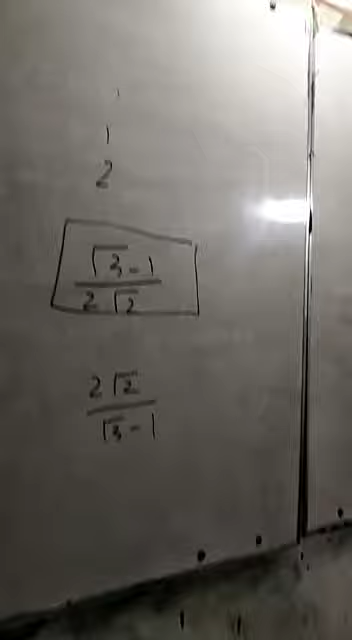 1
2
(√3 - 1)/(2√2)
(2√2)/(√3 - 1)